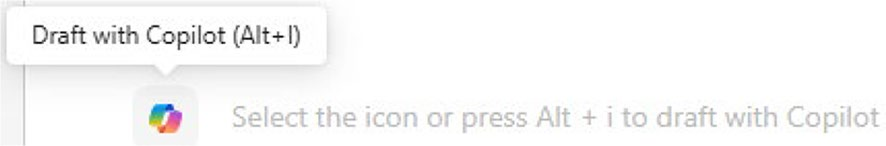 Draft with Copilot (Alt+I)
Select the icon or press Alt + i to draft with Copilot